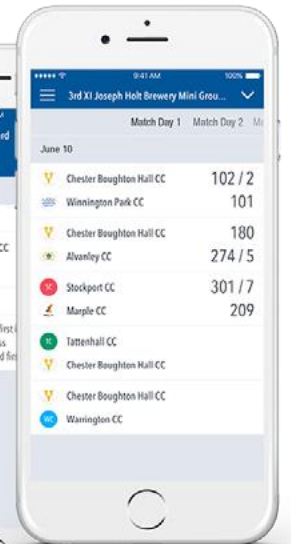 9:41 AM
100%
3rd XI Joseph Holt Brewery Mini Grou...
Match Day 1 Match Day 2
June 10
Chester Boughton Hall CC 102 / 2
Winnington Park CC 101
Chester Boughton Hall CC 180
Alvanley CC 274 / 5
Stockport CC 301 / 7
Marple CC 209
Tattenhall CC
Chester Boughton Hall CC
Chester Boughton Hall CC
WC Warrington CC